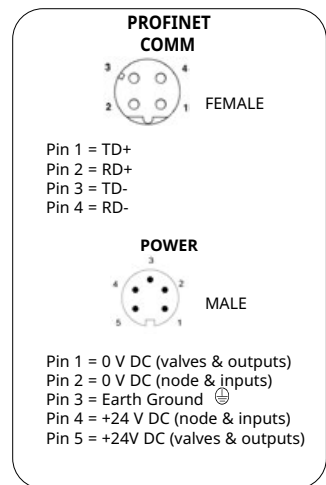 PROFINET
COMM
3 4
2 1
FEMALE
Pin 1 = TD+
Pin 2 = RD+
Pin 3 = TD-
Pin 4 = RD-
POWER
3
4 2
MALE
5 1
Pin 1 = 0 V DC (valves & outputs)
Pin 2 = 0 V DC (node & inputs)
Pin 3 = Earth Ground
Pin 4 = +24 V DC (node & inputs)
Pin 5 = +24V DC (valves & outputs)